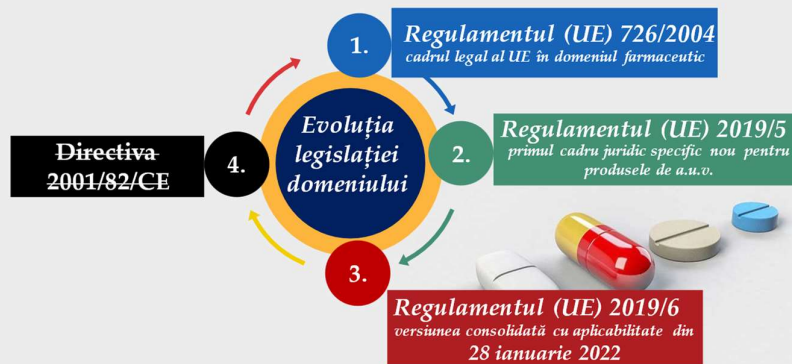 1.
Regulamentul (UE) 726/2004
cadrul legal al UE în domeniul farmaceutic
Evoluția
legislației
domeniului
2.
Regulamentul (UE) 2019/5
primul cadru juridic specific nou pentru
produsele de a.u.v.
Directiva
2001/82/CE
4.
3.
Regulamentul (UE) 2019/6
versiunea consolidată cu aplicabilitate din
28 ianuarie 2022